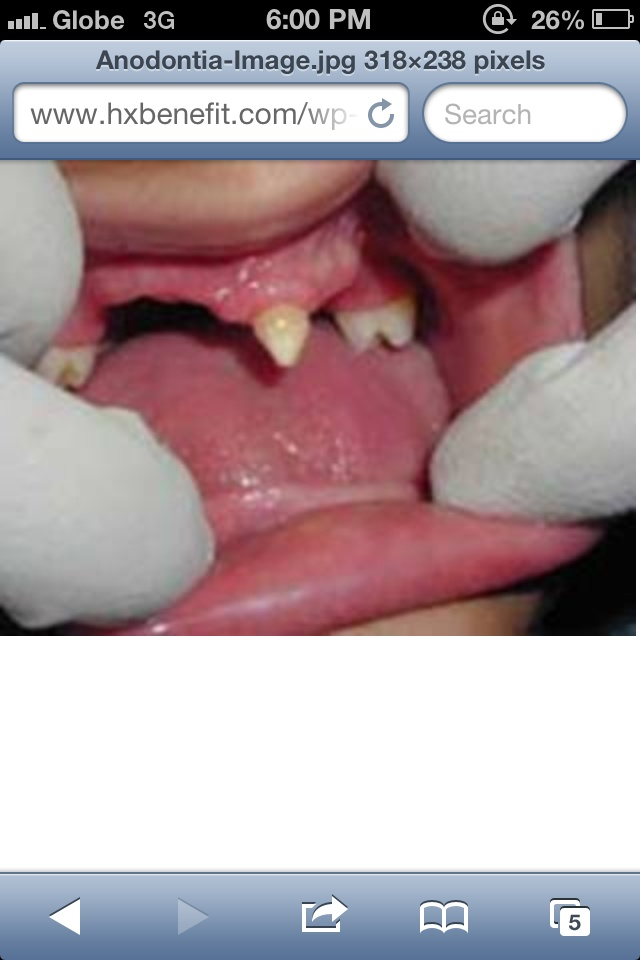 Globe 3G 6:00 PM 26%
Anodontia-Image.jpg 318×238 pixels
www.hxbenefit.com/wp- Search
5